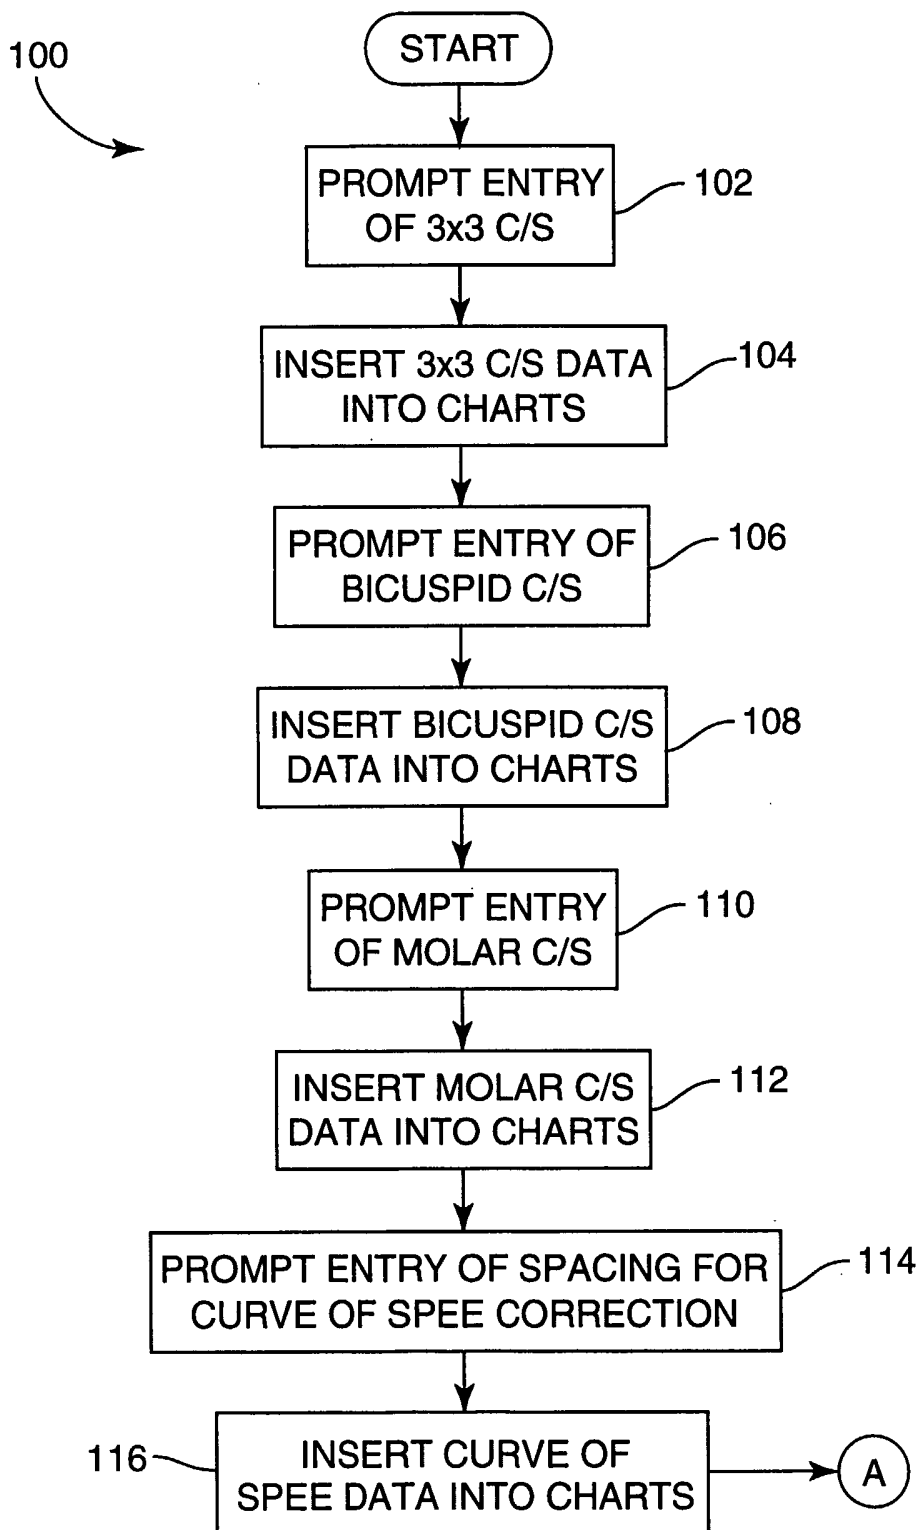 START
100
PROMPT ENTRY
OF 3x3 C/S
102
INSERT 3x3 C/S DATA
INTO CHARTS
104
PROMPT ENTRY OF
BICUSPID C/S
106
INSERT BICUSPID C/S
DATA INTO CHARTS
108
PROMPT ENTRY
OF MOLAR C/S
110
INSERT MOLAR C/S
DATA INTO CHARTS
112
PROMPT ENTRY OF SPACING FOR
CURVE OF SPEE CORRECTION
114
116
INSERT CURVE OF
SPEE DATA INTO CHARTS
A